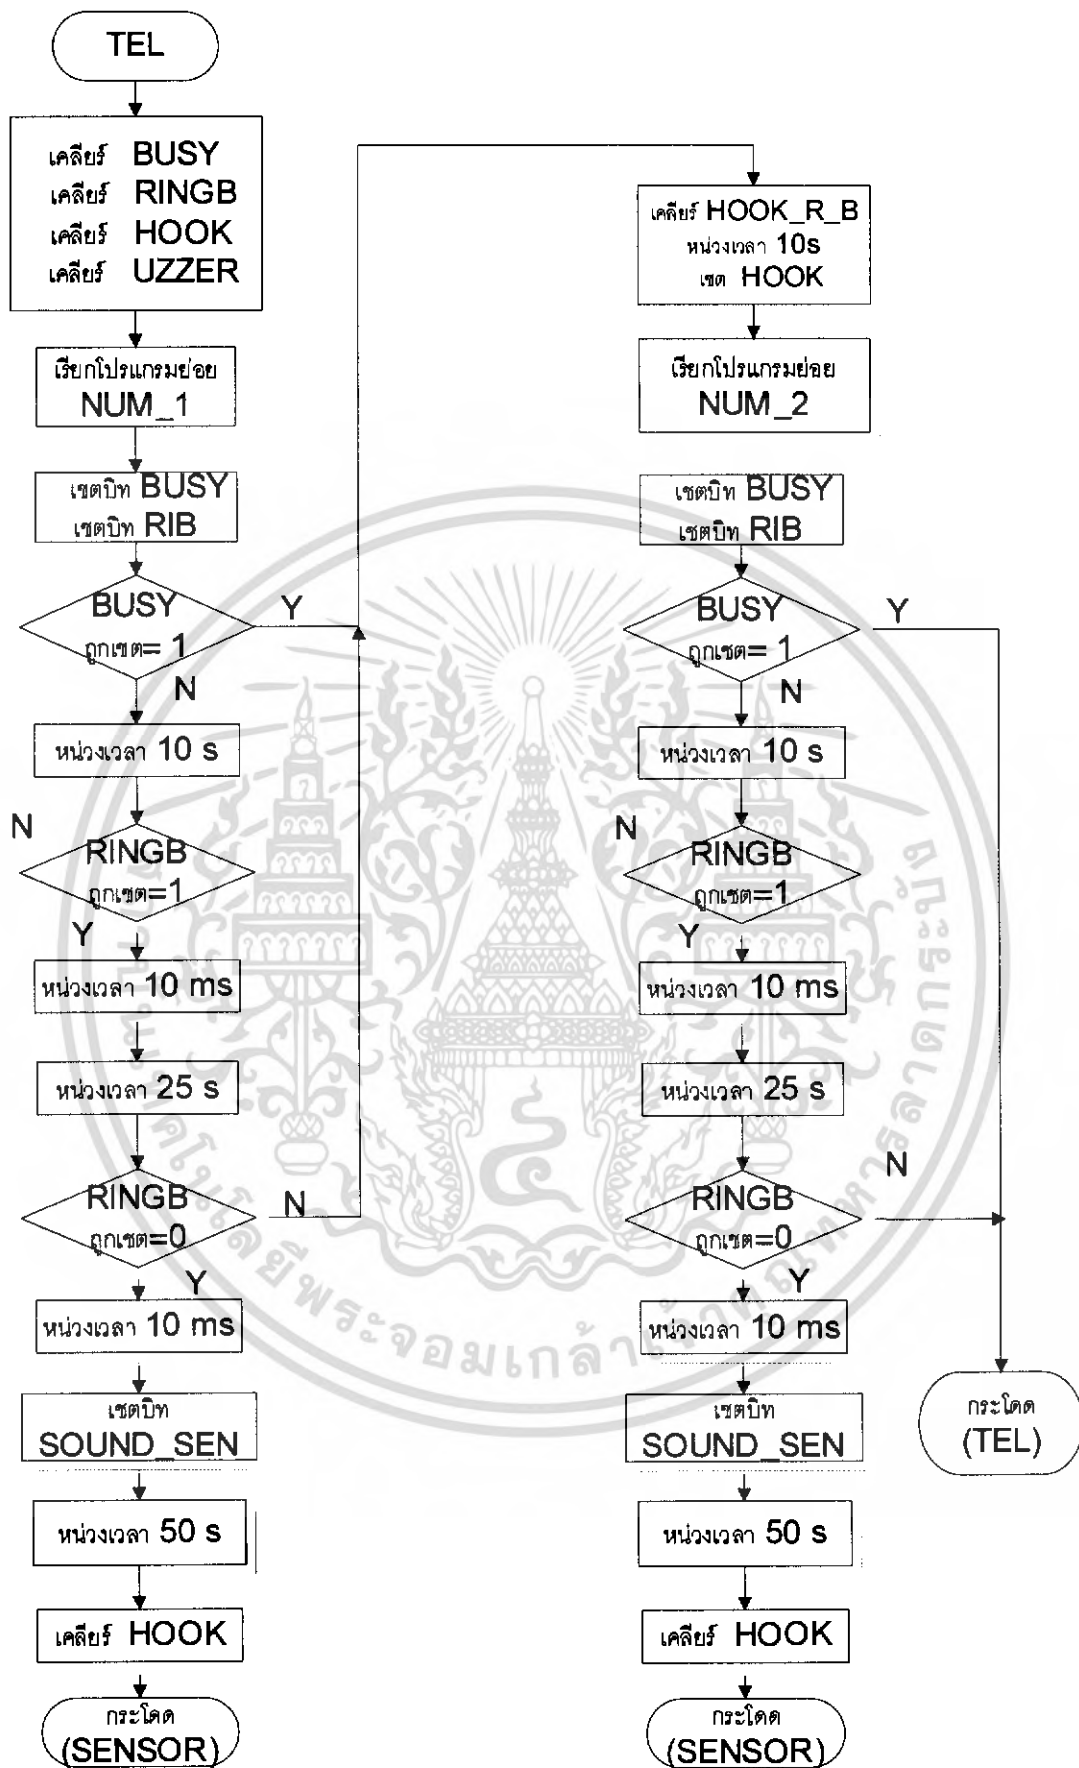 TEL
เคลียร์ BUSY
เคลียร์ RINGB
เคลียร์ HOOK
เคลียร์ UZZER
เรียกโปรแกรมย่อย
NUM_1
เซตบิท BUSY
เซตบิท RIB
BUSY
ถูกเซต= 1
Y
N
หน่วงเวลา 10 s
N
RINGB
ถูกเซต=1
Y
หน่วงเวลา 10 ms
หน่วงเวลา 25 s
RINGB
ถูกเซต=0
N
Y
หน่วงเวลา 10 ms
เซตบิท
SOUND_SEN
หน่วงเวลา 50 s
เคลียร์ HOOK
กระโดด
(SENSOR)
เคลียร์ HOOK_R_B
หน่วงเวลา 10s
เซต HOOK
เรียกโปรแกรมย่อย
NUM_2
เซตบิท BUSY
เซตบิท RIB
BUSY
ถูกเซต= 1
Y
N
หน่วงเวลา 10 s
N
RINGB
ถูกเซต=1
Y
หน่วงเวลา 10 ms
หน่วงเวลา 25 s
RINGB
ถูกเซต=0
N
Y
หน่วงเวลา 10 ms
เซตบิท
SOUND_SEN
หน่วงเวลา 50 s
เคลียร์ HOOK
กระโดด
(SENSOR)
กระโดด
(TEL)